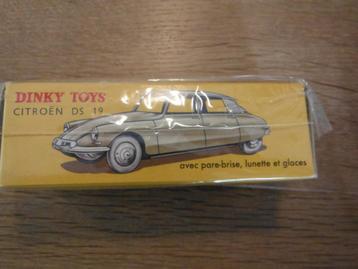 DINKY TOYS
CITROËN DS 19
avec pare-brise, lunette et glaces